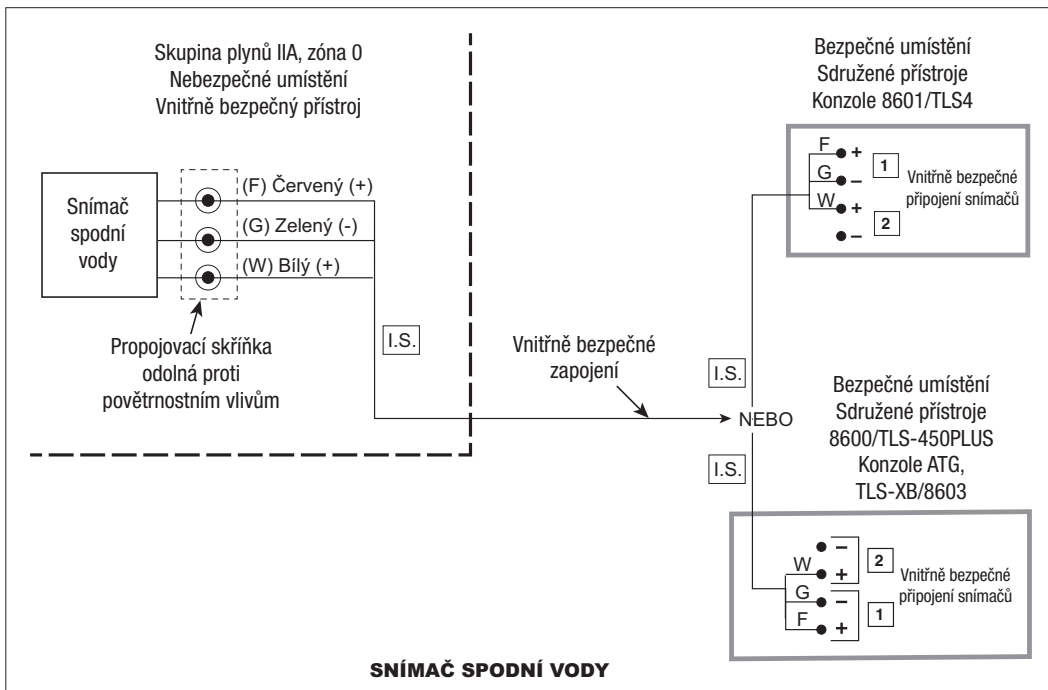 Skupina plynů IIA, zóna 0
Nebezpečné umístění
Vnitřně bezpečný přístroj
Snímač
spodní
vody
(F) Červený (+)
(G) Zelený (-)
(W) Bílý (+)
Propojovací skříňka
odolná proti
povětrnostním vlivům
I.S.
Vnitřně bezpečné
zapojení
I.S.
NEBO
I.S.
Bezpečné umístění
Sdružené přístroje
Konzole 8601/TLS4
F +
G –
W +
–
1
2
Vnitřně bezpečné
připojení snímačů
Bezpečné umístění
Sdružené přístroje
8600/TLS-450PLUS
Konzole ATG,
TLS-XB/8603
–
W +
G –
F +
2
1
Vnitřně bezpečné
připojení snímačů
SNÍMAČ SPODNÍ VODY